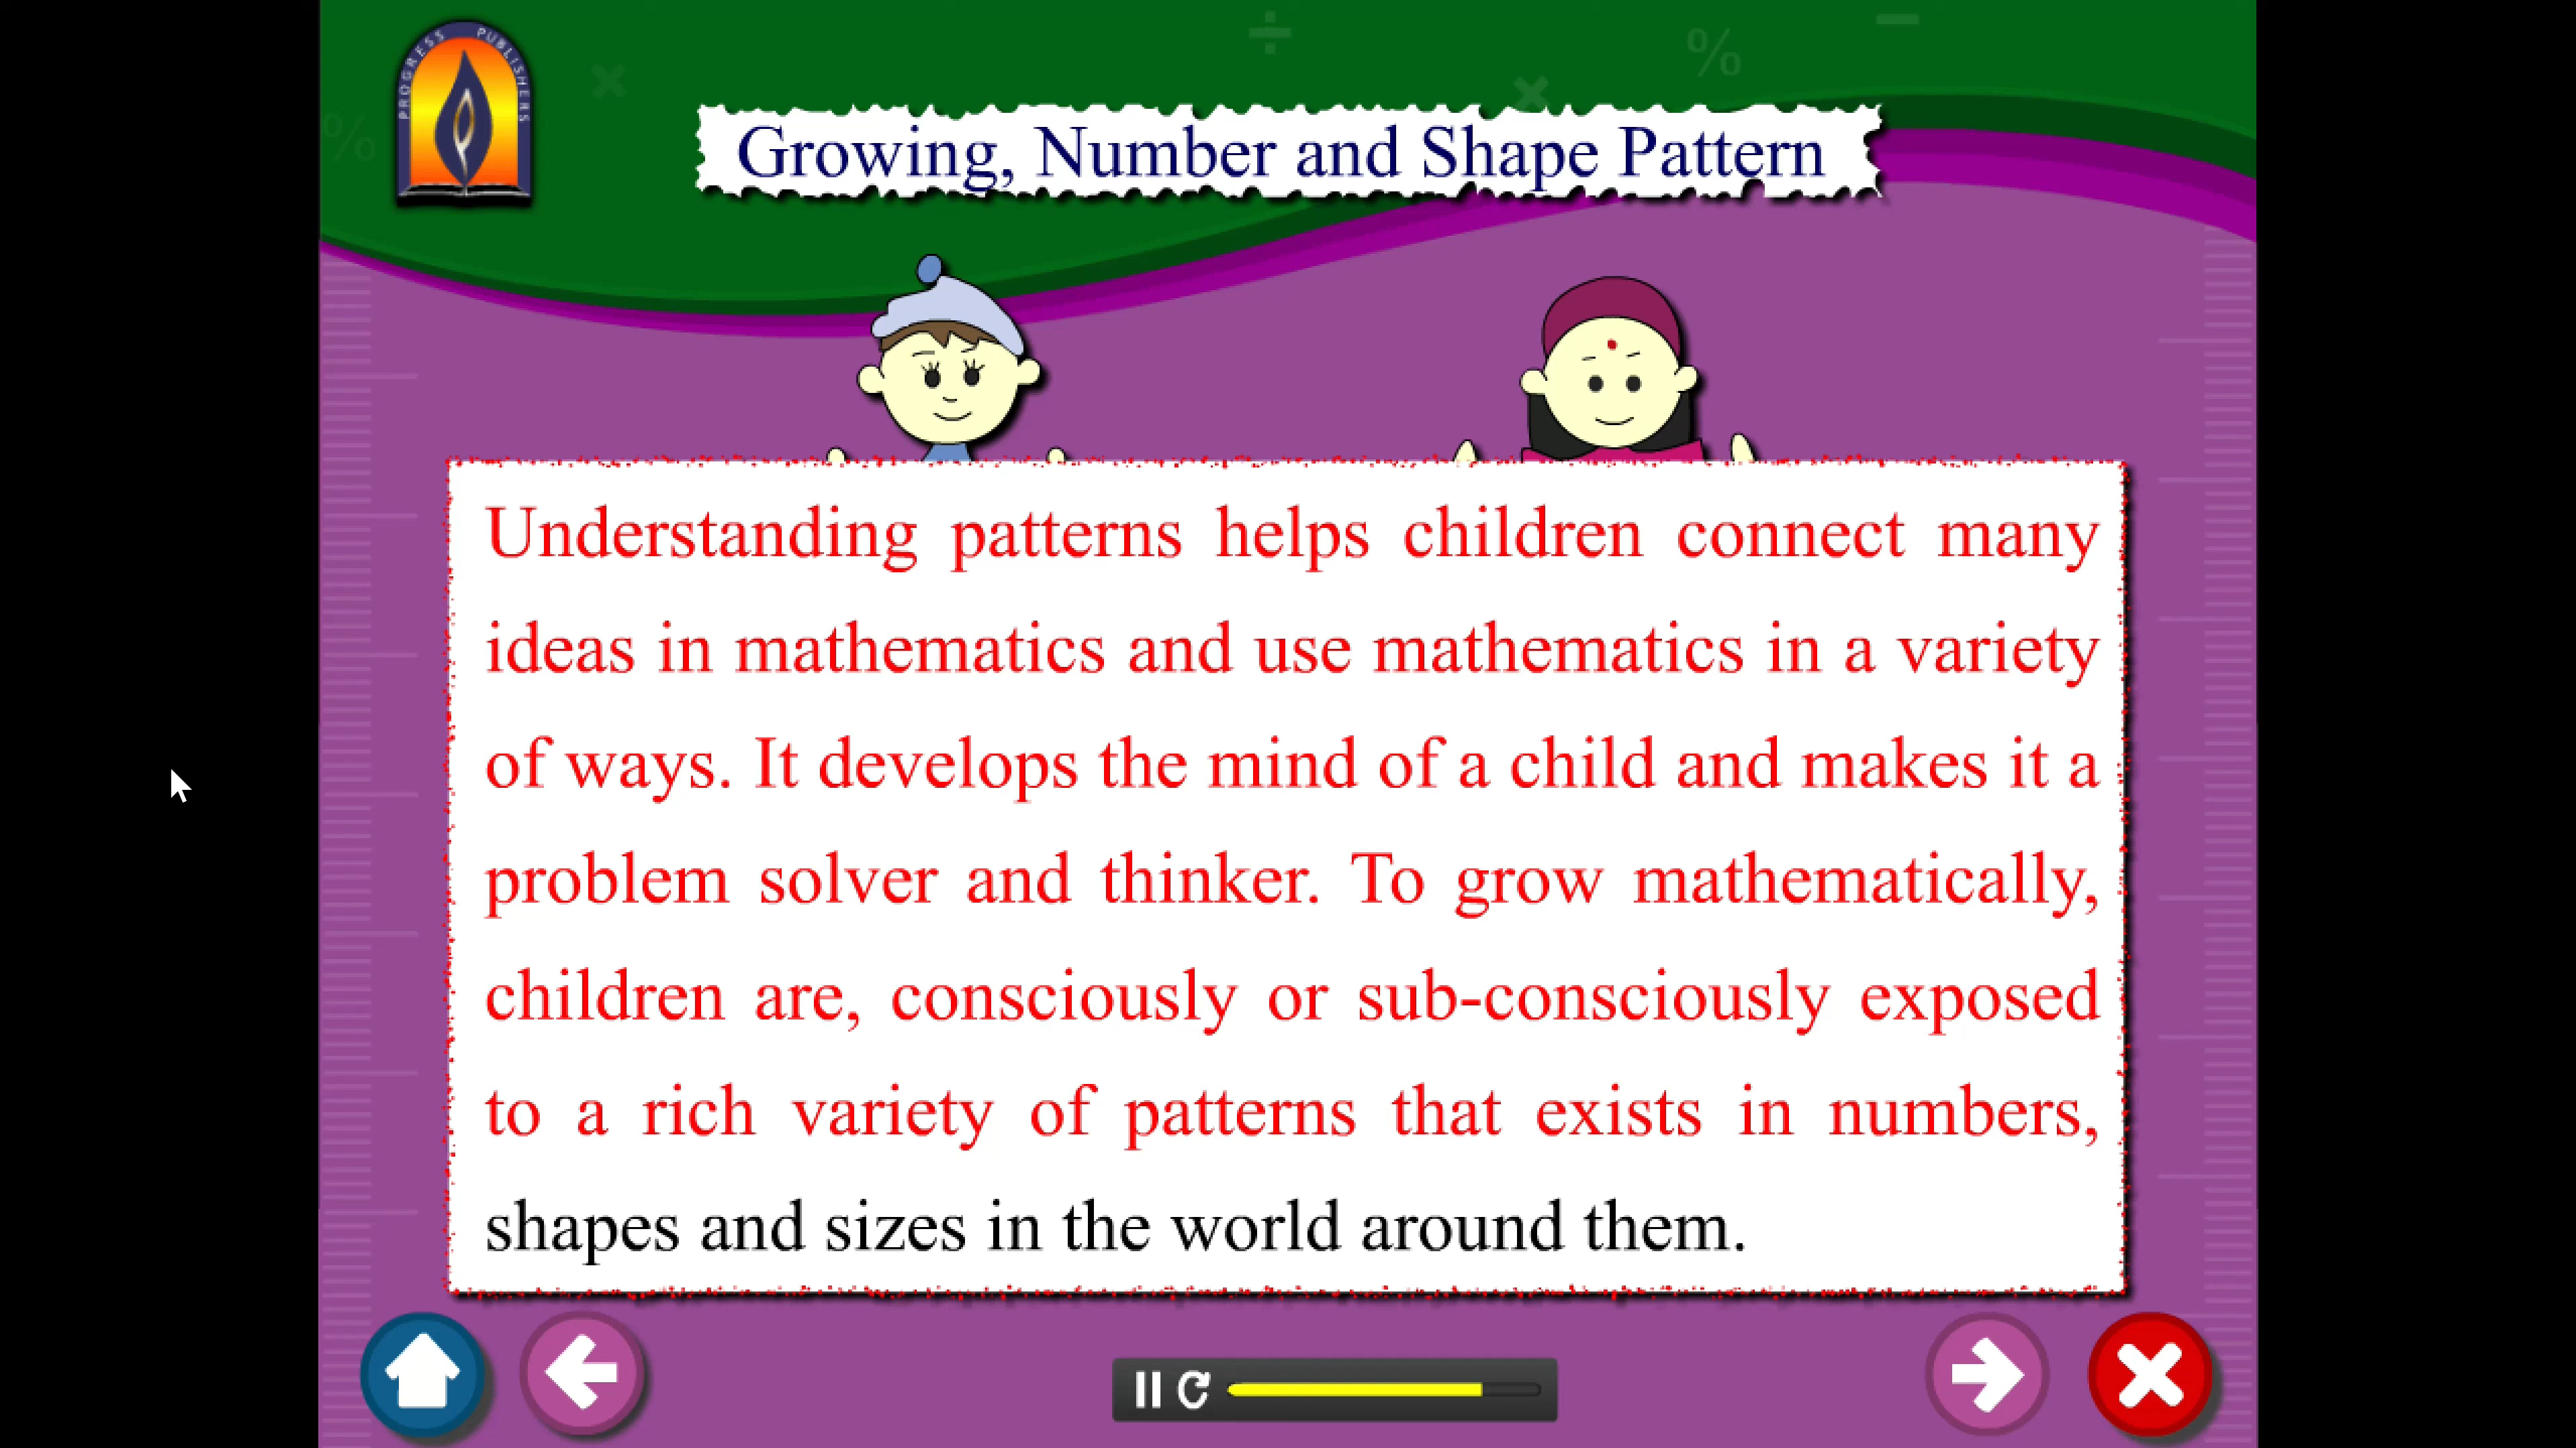 PROGRESS PUBLISHERS
Growing, Number and Shape Pattern
Understanding patterns helps children connect many
ideas in mathematics and use mathematics in a variety
of ways. It develops the mind of a child and makes it a
problem solver and thinker. To grow mathematically,
children are, consciously or sub-consciously exposed
to a rich variety of patterns that exists in numbers,
shapes and sizes in the world around them.